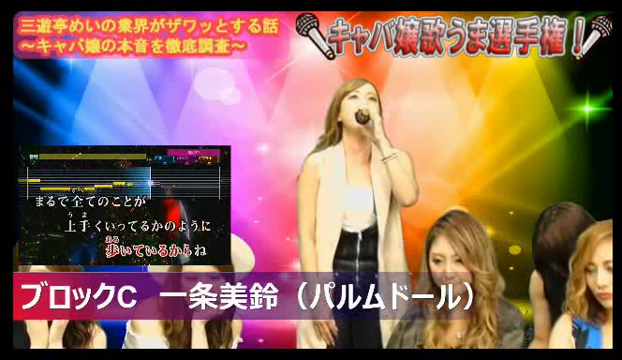 三遊亭めいの業界がザワッとする話
～キャバ嬢の本音を徹底調査～
キャバ嬢歌うま選手権！
まるで全てのことが
うま
上手くいってるかのように
ある
歩いているからね
ブロックC 一条美鈴（パルムドール）